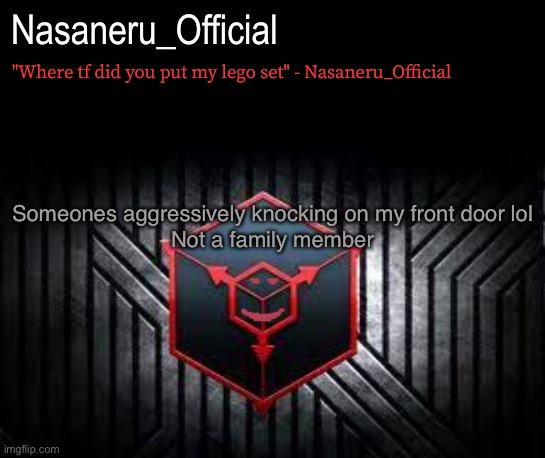 Nasaneru_Official
"Where tf did you put my lego set" - Nasaneru_Official
Someones aggressively knocking on my front door lol
Not a family member
imgflip.com